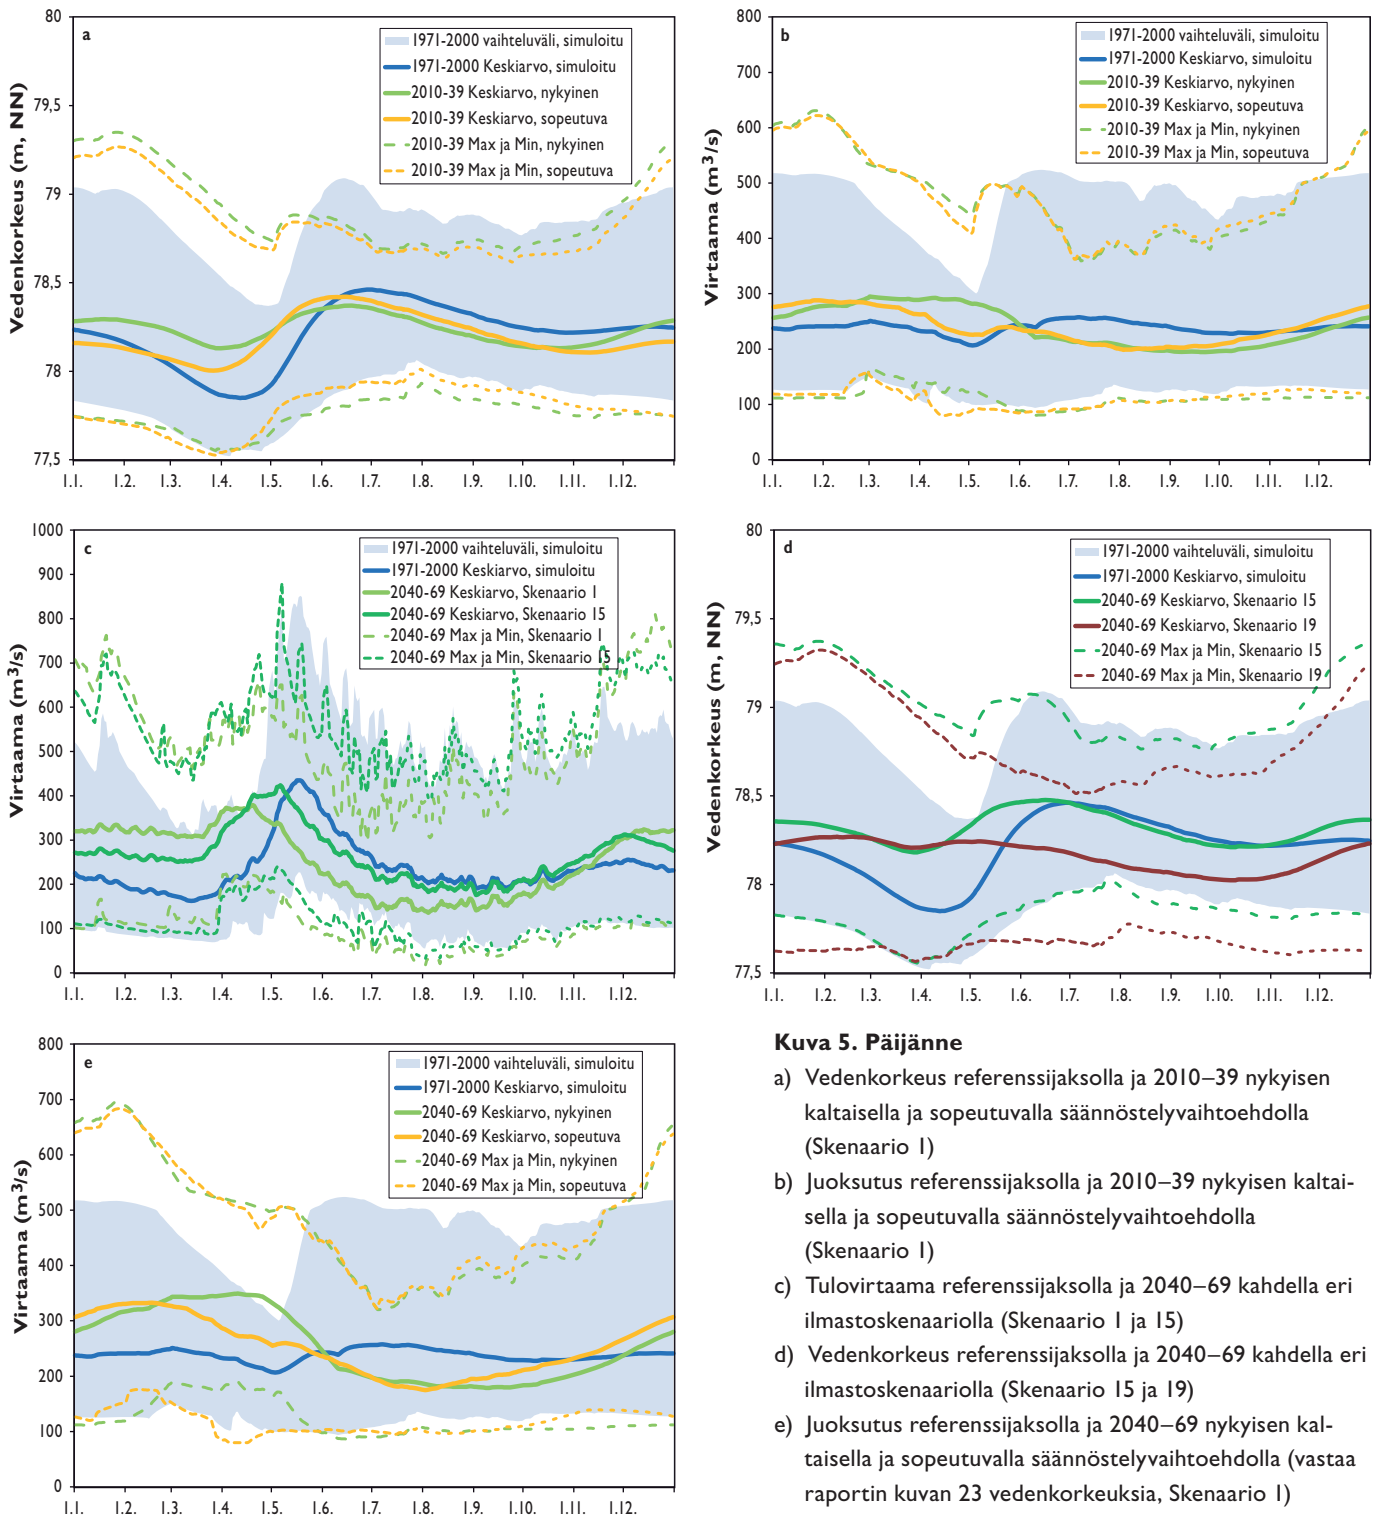 a
Vedenkorkeus (m, NN)
80
79,5
79
78,5
78
77,5
1.1. 1.2. 1.3. 1.4. 1.5. 1.6. 1.7. 1.8. 1.9. 1.10. 1.11. 1.12.
1971-2000 vaihteluväli, simuloitu
1971-2000 Keskiarvo, simuloitu
2010-39 Keskiarvo, nykyinen
2010-39 Keskiarvo, sopeutuva
2010-39 Max ja Min, nykyinen
2010-39 Max ja Min, sopeutuva
b
Virtaama (m³/s)
800
700
600
500
400
300
200
100
0
1.1. 1.2. 1.3. 1.4. 1.5. 1.6. 1.7. 1.8. 1.9. 1.10. 1.11. 1.12.
1971-2000 vaihteluväli, simuloitu
1971-2000 Keskiarvo, simuloitu
2010-39 Keskiarvo, nykyinen
2010-39 Keskiarvo, sopeutuva
2010-39 Max ja Min, nykyinen
2010-39 Max ja Min, sopeutuva
c
Virtaama (m³/s)
1000
900
800
700
600
500
400
300
200
100
0
1.1. 1.2. 1.3. 1.4. 1.5. 1.6. 1.7. 1.8. 1.9. 1.10. 1.11. 1.12.
1971-2000 vaihteluväli, simuloitu
1971-2000 Keskiarvo, simuloitu
2040-69 Keskiarvo, Skenaario 1
2040-69 Keskiarvo, Skenaario 15
2040-69 Max ja Min, Skenaario 1
2040-69 Max ja Min, Skenaario 15
d
Vedenkorkeus (m, NN)
80
79,5
79
78,5
78
77,5
1.1. 1.2. 1.3. 1.4. 1.5. 1.6. 1.7. 1.8. 1.9. 1.10. 1.11. 1.12.
1971-2000 vaihteluväli, simuloitu
1971-2000 Keskiarvo, simuloitu
2040-69 Keskiarvo, Skenaario 15
2040-69 Keskiarvo, Skenaario 19
2040-69 Max ja Min, Skenaario 15
2040-69 Max ja Min, Skenaario 19
e
Virtaama (m³/s)
800
700
600
500
400
300
200
100
0
1.1. 1.2. 1.3. 1.4. 1.5. 1.6. 1.7. 1.8. 1.9. 1.10. 1.11. 1.12.
1971-2000 vaihteluväli, simuloitu
1971-2000 Keskiarvo, simuloitu
2040-69 Keskiarvo, nykyinen
2040-69 Keskiarvo, sopeutuva
2040-69 Max ja Min, nykyinen
2040-69 Max ja Min, sopeutuva
Kuva 5. Päijänne
a) Vedenkorkeus referenssijaksolla ja 2010–39 nykyisen
kaltaisella ja sopeutuvalla säännöstelyvaihtoehdolla
(Skenaario 1)
b) Juoksutus referenssijaksolla ja 2010–39 nykyisen kaltai-
sella ja sopeutuvalla säännöstelyvaihtoehdolla
(Skenaario 1)
c) Tulovirtaama referenssijaksolla ja 2040–69 kahdella eri
ilmastoskenaariolla (Skenaario 1 ja 15)
d) Vedenkorkeus referenssijaksolla ja 2040–69 kahdella eri
ilmastoskenaariolla (Skenaario 15 ja 19)
e) Juoksutus referenssijaksolla ja 2040–69 nykyisen kal-
taisella ja sopeutuvalla säännöstelyvaihtoehdolla (vastaa
raportin kuvan 23 vedenkorkeuksia, Skenaario 1)